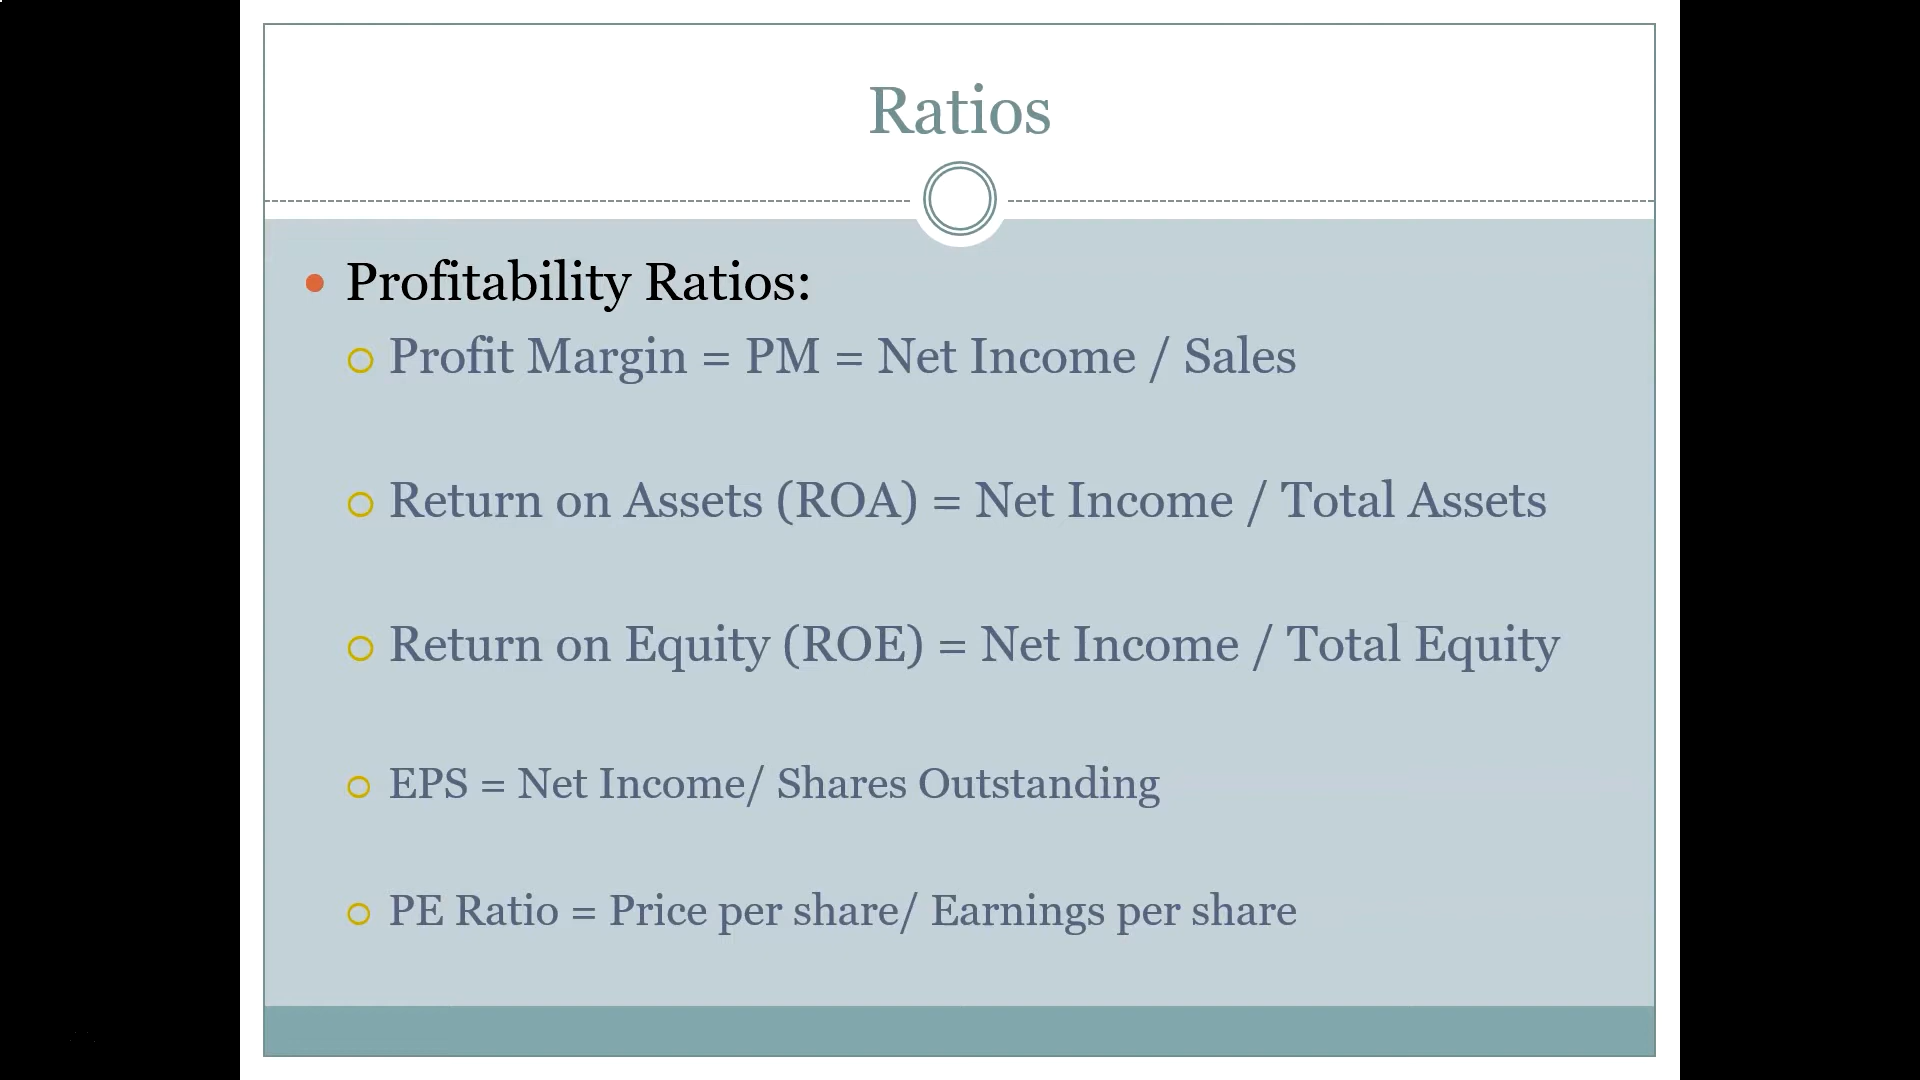 Ratios
Profitability Ratios:
Profit Margin = PM = Net Income / Sales
Return on Assets (ROA) = Net Income / Total Assets
Return on Equity (ROE) = Net Income / Total Equity
EPS = Net Income/ Shares Outstanding
PE Ratio = Price per share/ Earnings per share